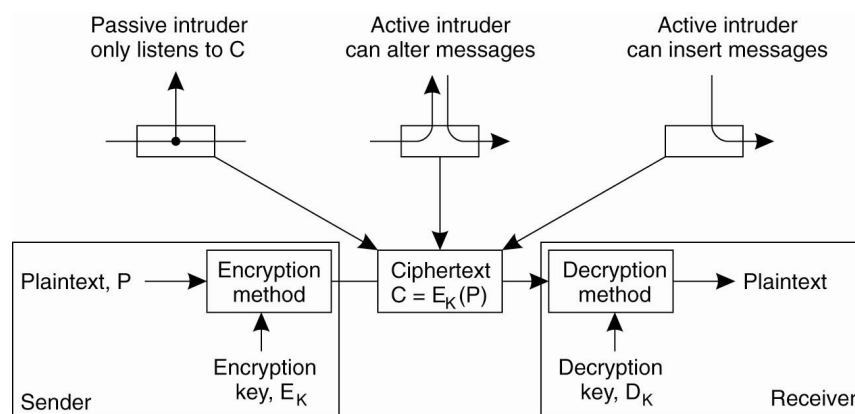 Passive intruder
only listens to C
Active intruder
can alter messages
Active intruder
can insert messages
Plaintext, P
Encryption
method
Ciphertext
C = E_K(P)
Decryption
method
Plaintext
Encryption
key, E_K
Decryption
key, D_K
Sender
Receiver